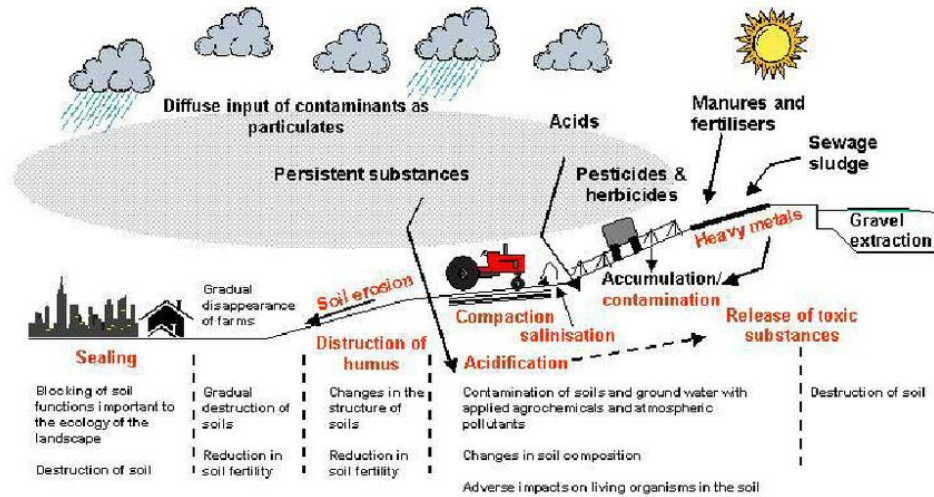 Diffuse input of contaminants as
particulates
Acids
Manures and
fertilisers
Sewage
sludge
Persistent substances
Pesticides &
herbicides
Heavy metals
Gravel
extraction
Gradual
disappearance
of farms
Soil erosion
Accumulation/
contamination
Compaction
salinisation
Release of toxic
substances
Sealing
Distruction of
humus
Acidification
Blocking of soil
functions important to
the ecology of the
landscape
Destruction of soil
Gradual
destruction of
soils
Reduction in
soil fertility
Changes in the
structure of
soils
Reduction in
soil fertility
Contamination of soils and ground water with
applied agrochemicals and atmospheric
pollutants
Changes in soil composition
Adverse impacts on living organisms in the soil
Destruction of soil